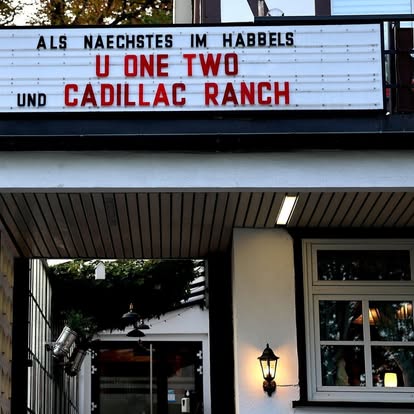 ALS NAECHSTES IM HABBELS
U ONE TWO
UND CADILLAC RANCH